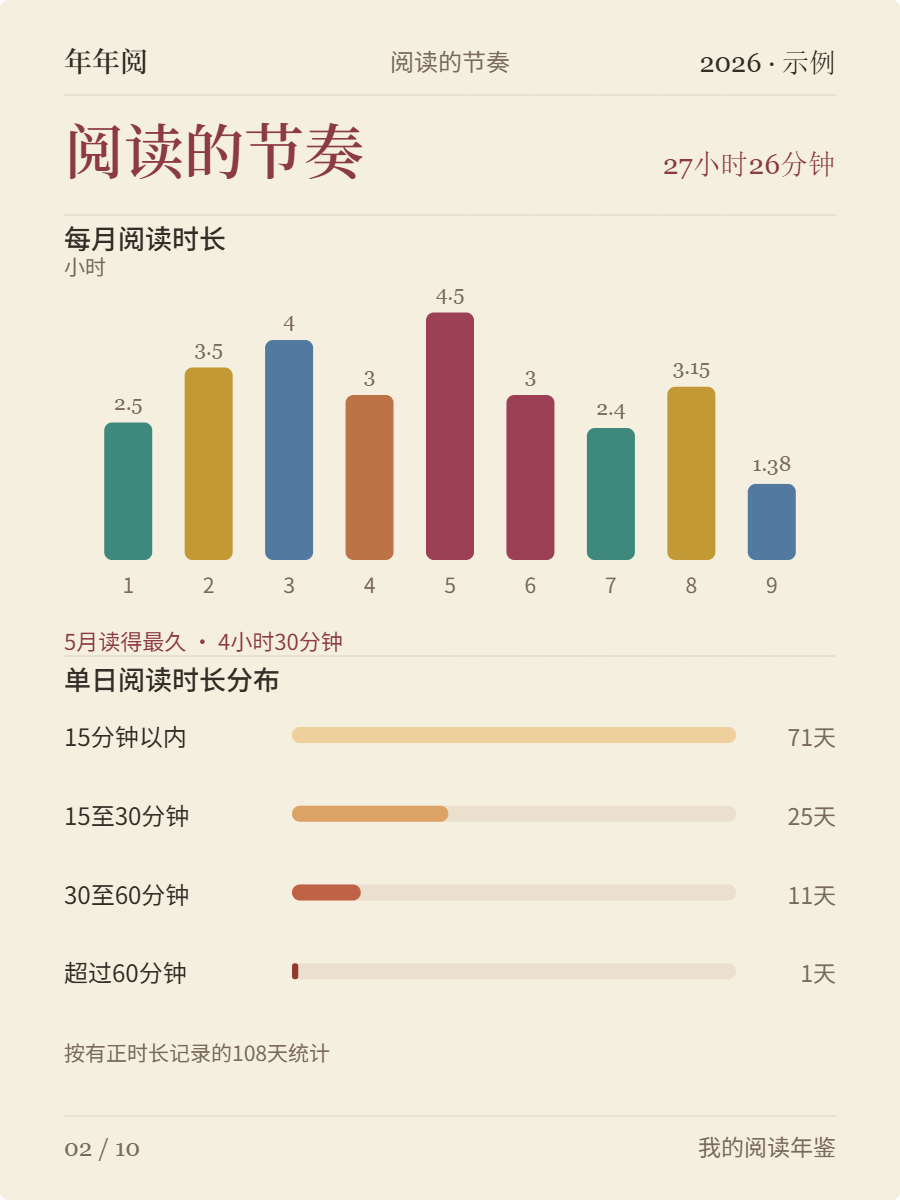 年年阅 阅读的节奏 2026 · 示例
阅读的节奏 27小时26分钟
每月阅读时长
小时
2.5 3.5 4 3 4.5 3 2.4 3.15 1.38
1 2 3 4 5 6 7 8 9
5月读得最久 · 4小时30分钟
单日阅读时长分布
15分钟以内 71天
15至30分钟 25天
30至60分钟 11天
超过60分钟 1天
按有正时长记录的108天统计
02 / 10 我的阅读年鉴